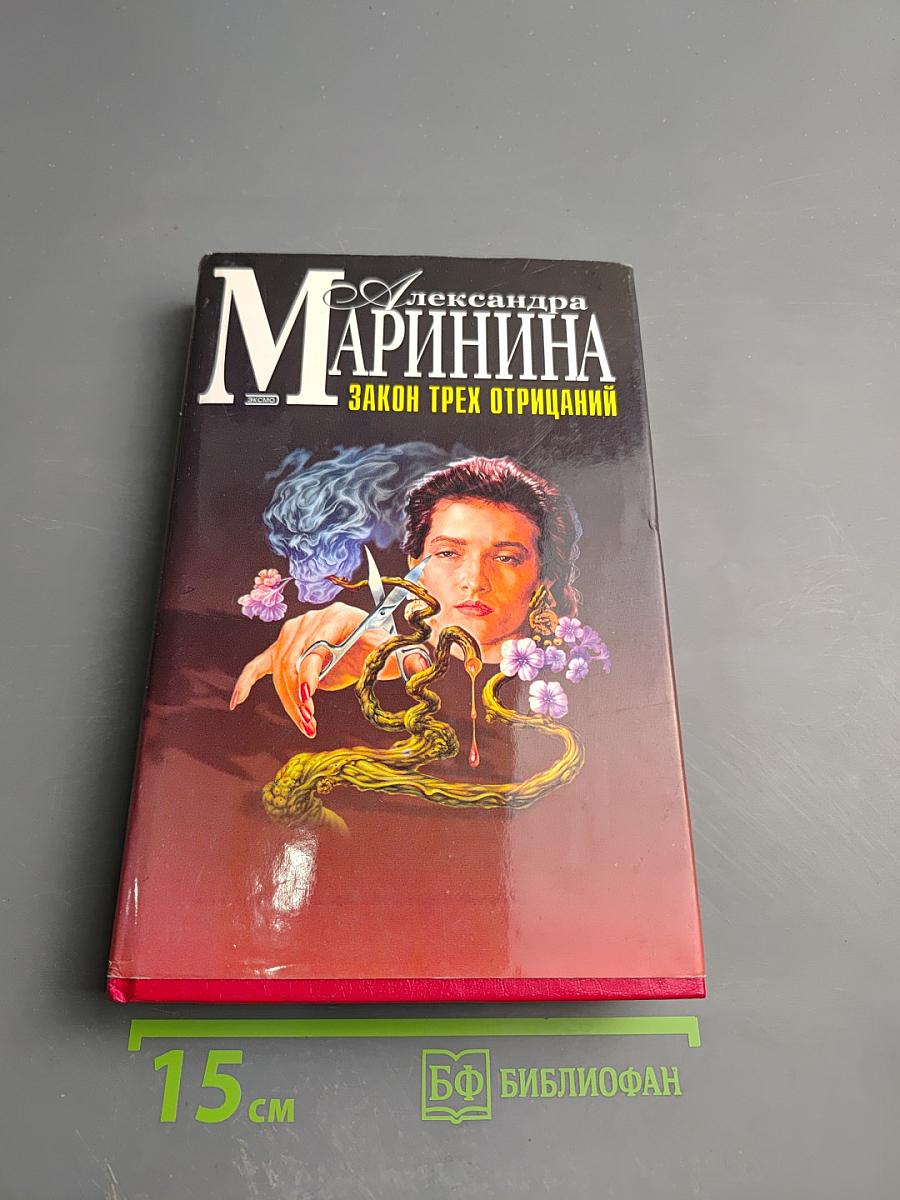 Александра
Маринина
ЭКСМО
ЗАКОН ТРЕХ ОТРИЦАНИЙ
15 см
БФ БИБЛИОФАН